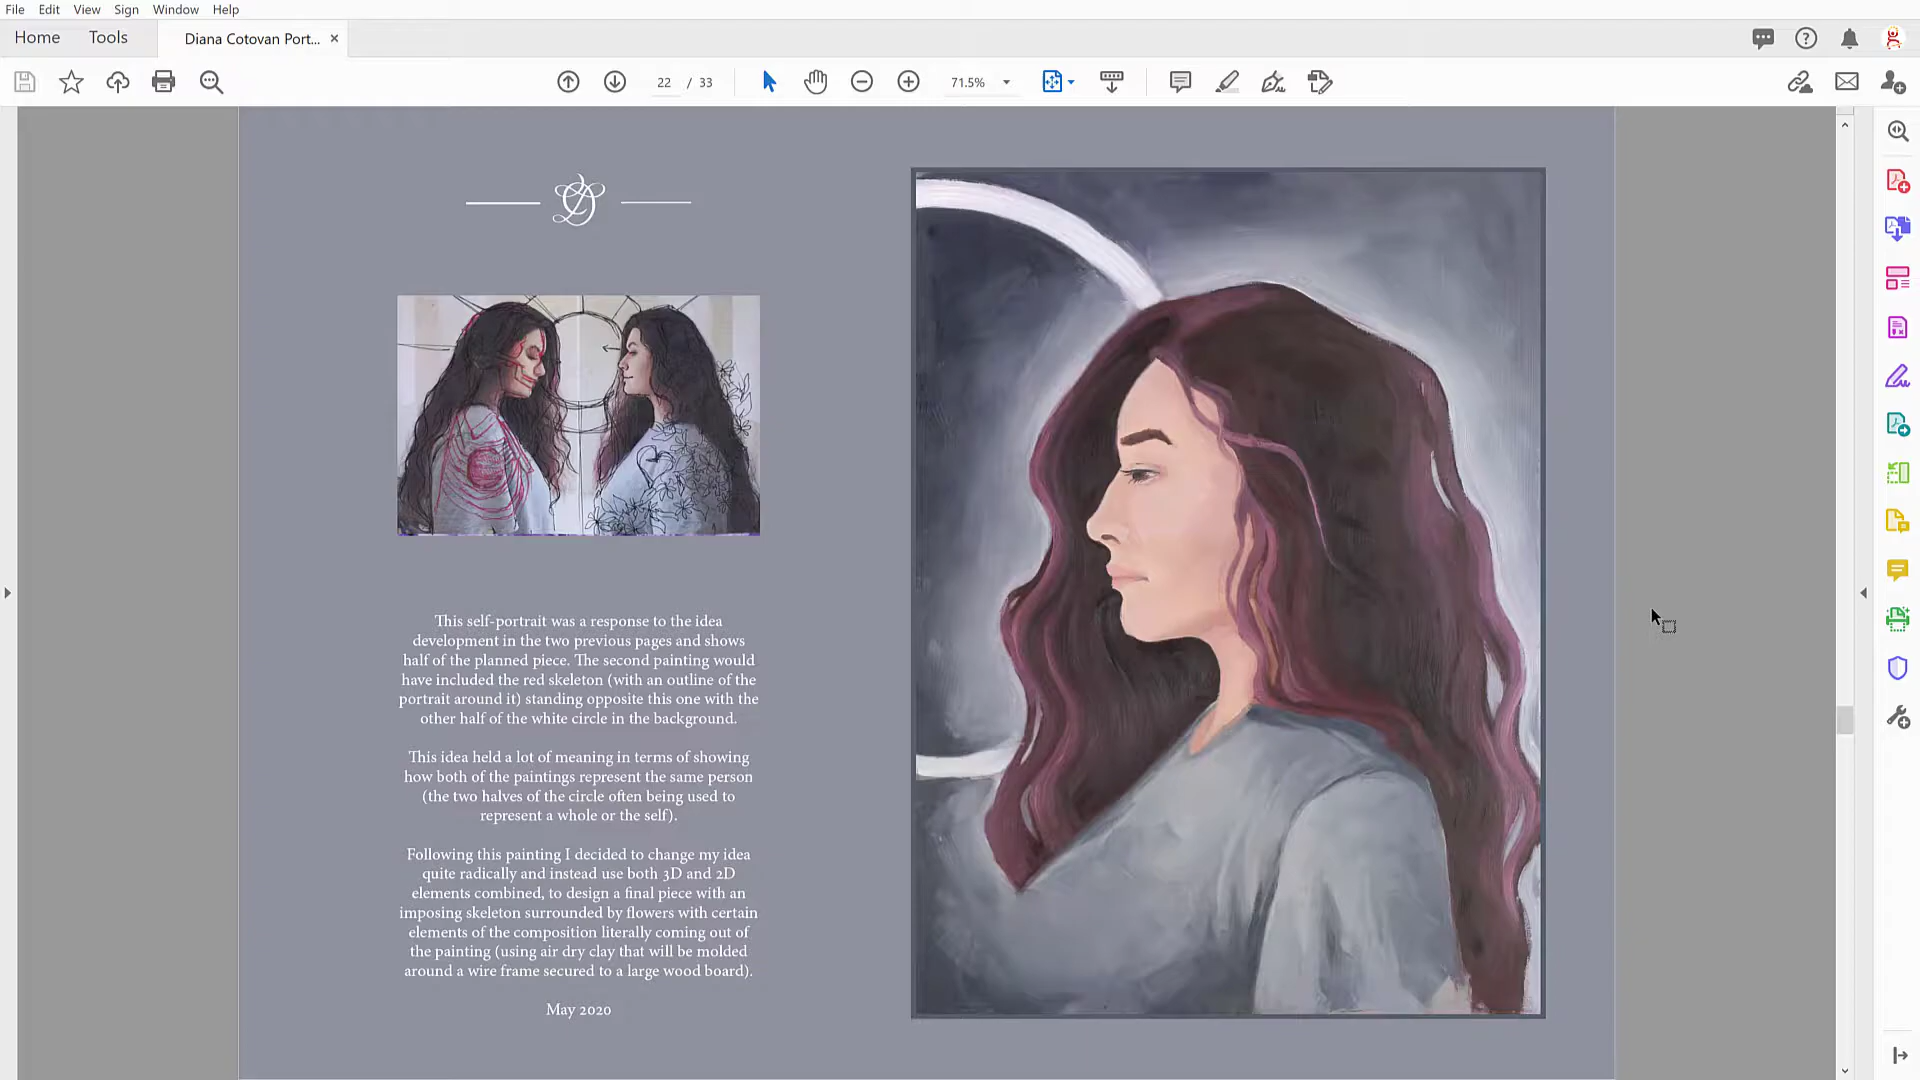 File Edit View Sign Window Help
Home Tools Diana Cotovan Port... ×
22 / 33 71.5%
This self-portrait was a response to the idea
development in the two previous pages and shows
half of the planned piece. The second painting would
have included the red skeleton (with an outline of the
portrait around it) standing opposite this one with the
other half of the white circle in the background.
This idea held a lot of meaning in terms of showing
how both of the paintings represent the same person
(the two halves of the circle often being used to
represent a whole or the self).
Following this painting I decided to change my idea
quite radically and instead use both 3D and 2D
elements combined, to design a final piece with an
imposing skeleton surrounded by flowers with certain
elements of the composition literally coming out of
the painting (using air dry clay that will be molded
around a wire frame secured to a large wood board).
May 2020